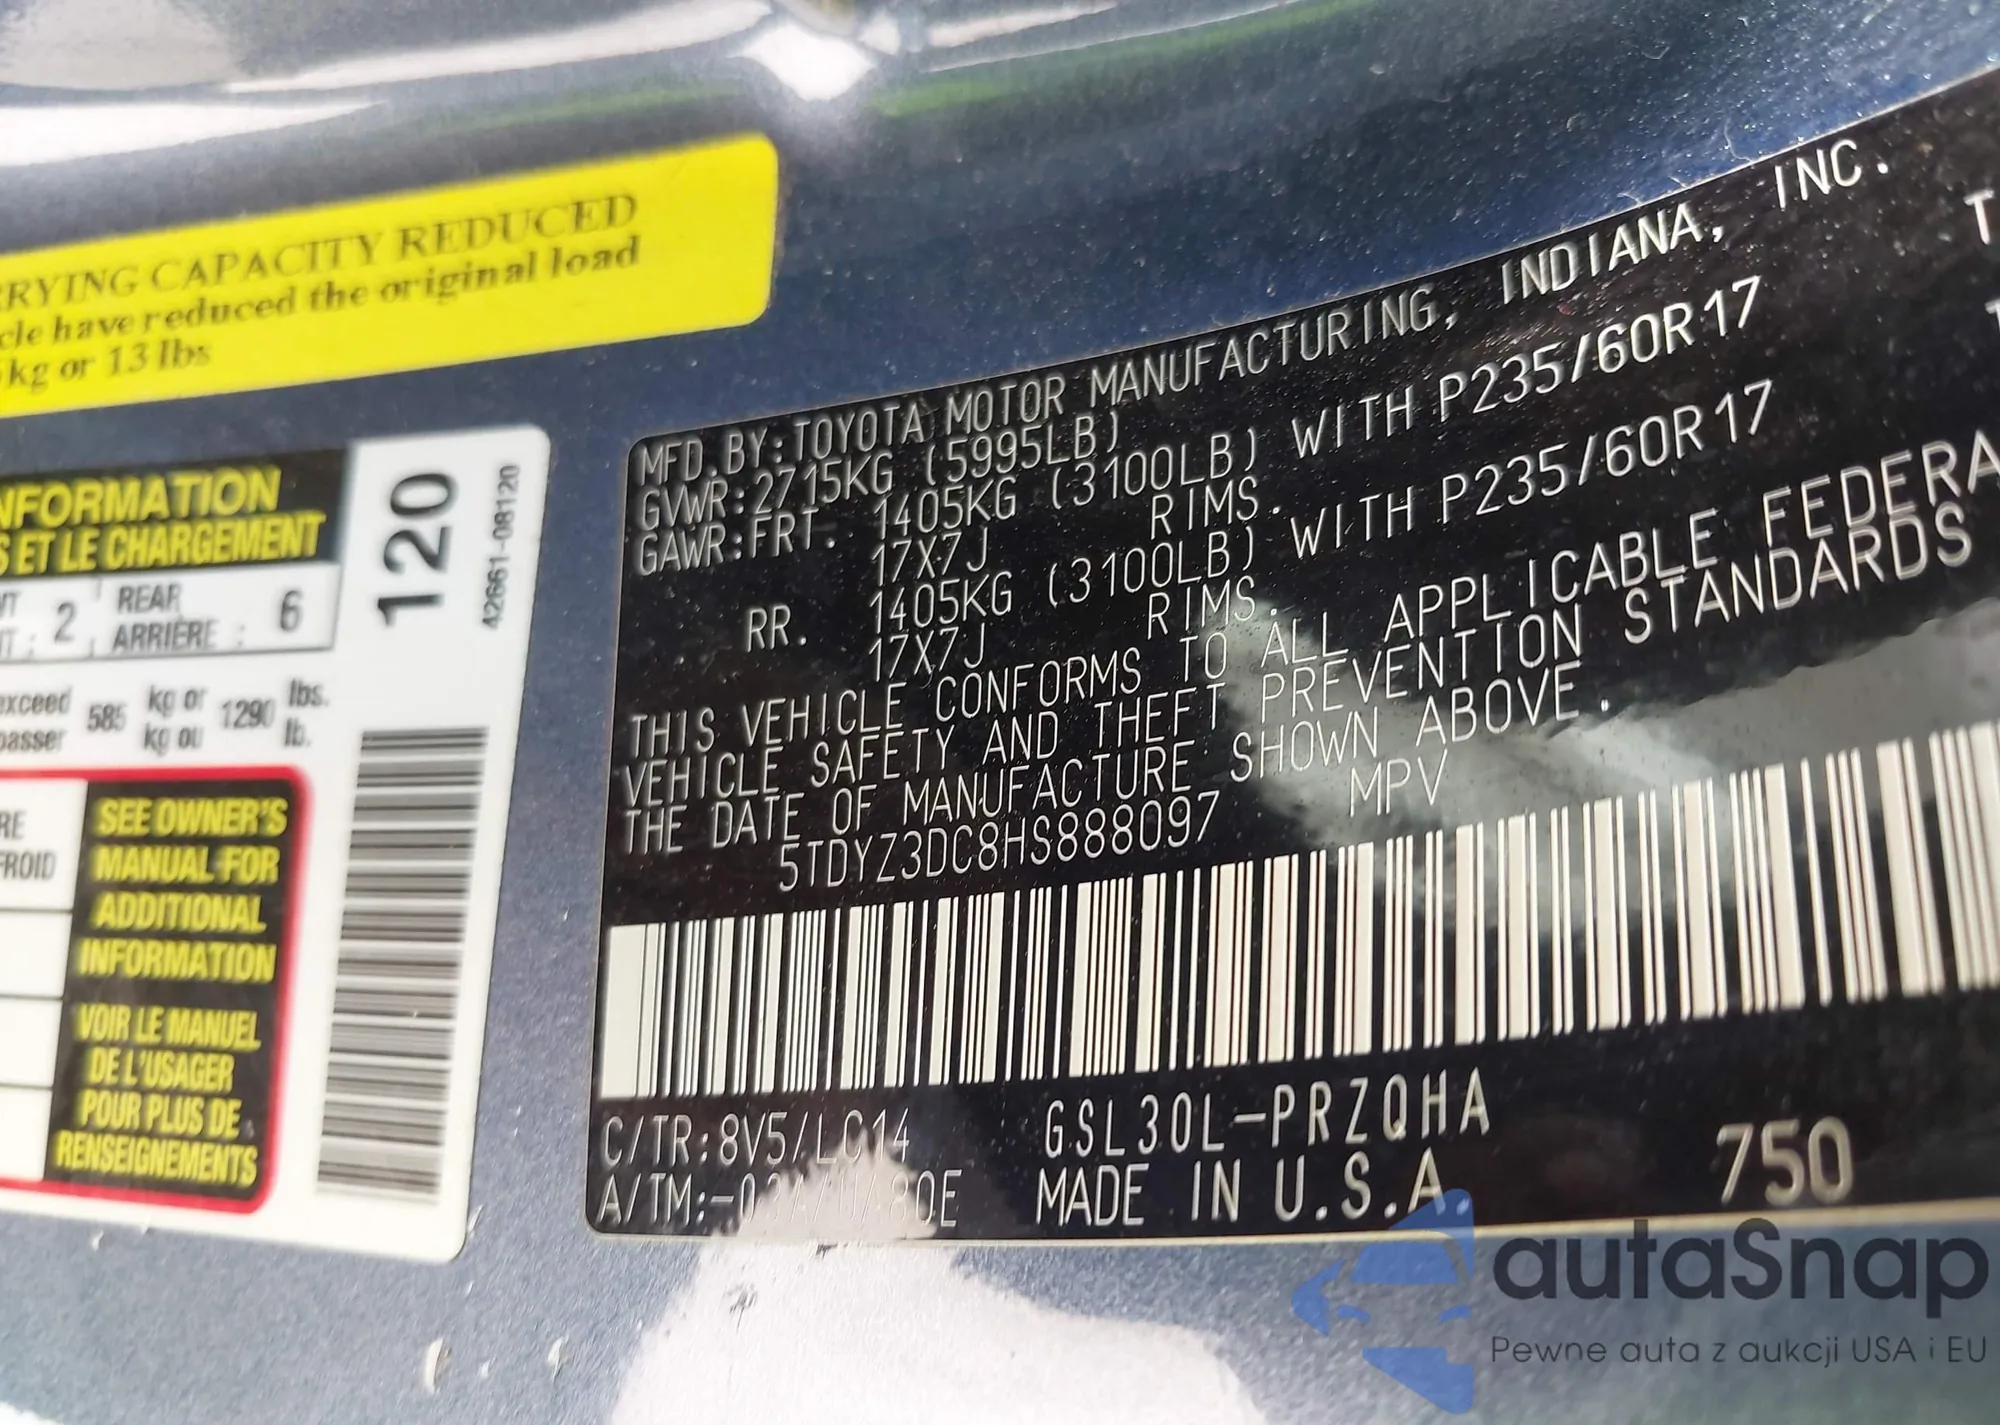 RRYING CAPACITY REDUCED
cle have reduced the original load
kg or 13 lbs
NFORMATION
S ET LE CHARGEMENT
2
REAR
ARRIÈRE :
6
exceed
passer
585
kg or
kg ou
1290
lbs.
lb.
RE
FROID
SEE OWNER'S
MANUAL FOR
ADDITIONAL
INFORMATION
VOIR LE MANUEL
DE L'USAGER
POUR PLUS DE
RENSEIGNEMENTS
120
42661-08120
MFD. BY: TOYOTA MOTOR MANUFACTURING, INDIANA, INC.
GVWR: 2715KG (5995LB)
GAWR: FRT. 1405KG (3100LB) WITH P235/60R17
17X7J RIMS.
RR. 1405KG (3100LB) WITH P235/60R17
17X7J RIMS.
THIS VEHICLE CONFORMS TO ALL APPLICABLE FEDERA
VEHICLE SAFETY AND THEFT PREVENTION STANDARDS
THE DATE OF MANUFACTURE SHOWN ABOVE.
5TDYZ3DC8HS888097 MPV
C/TR: 8V5/LC14 GSL30L-PRZQHA
A/TM: MADE IN U.S.A.
750
autaSnap
Pewne auta z aukcji USA i EU